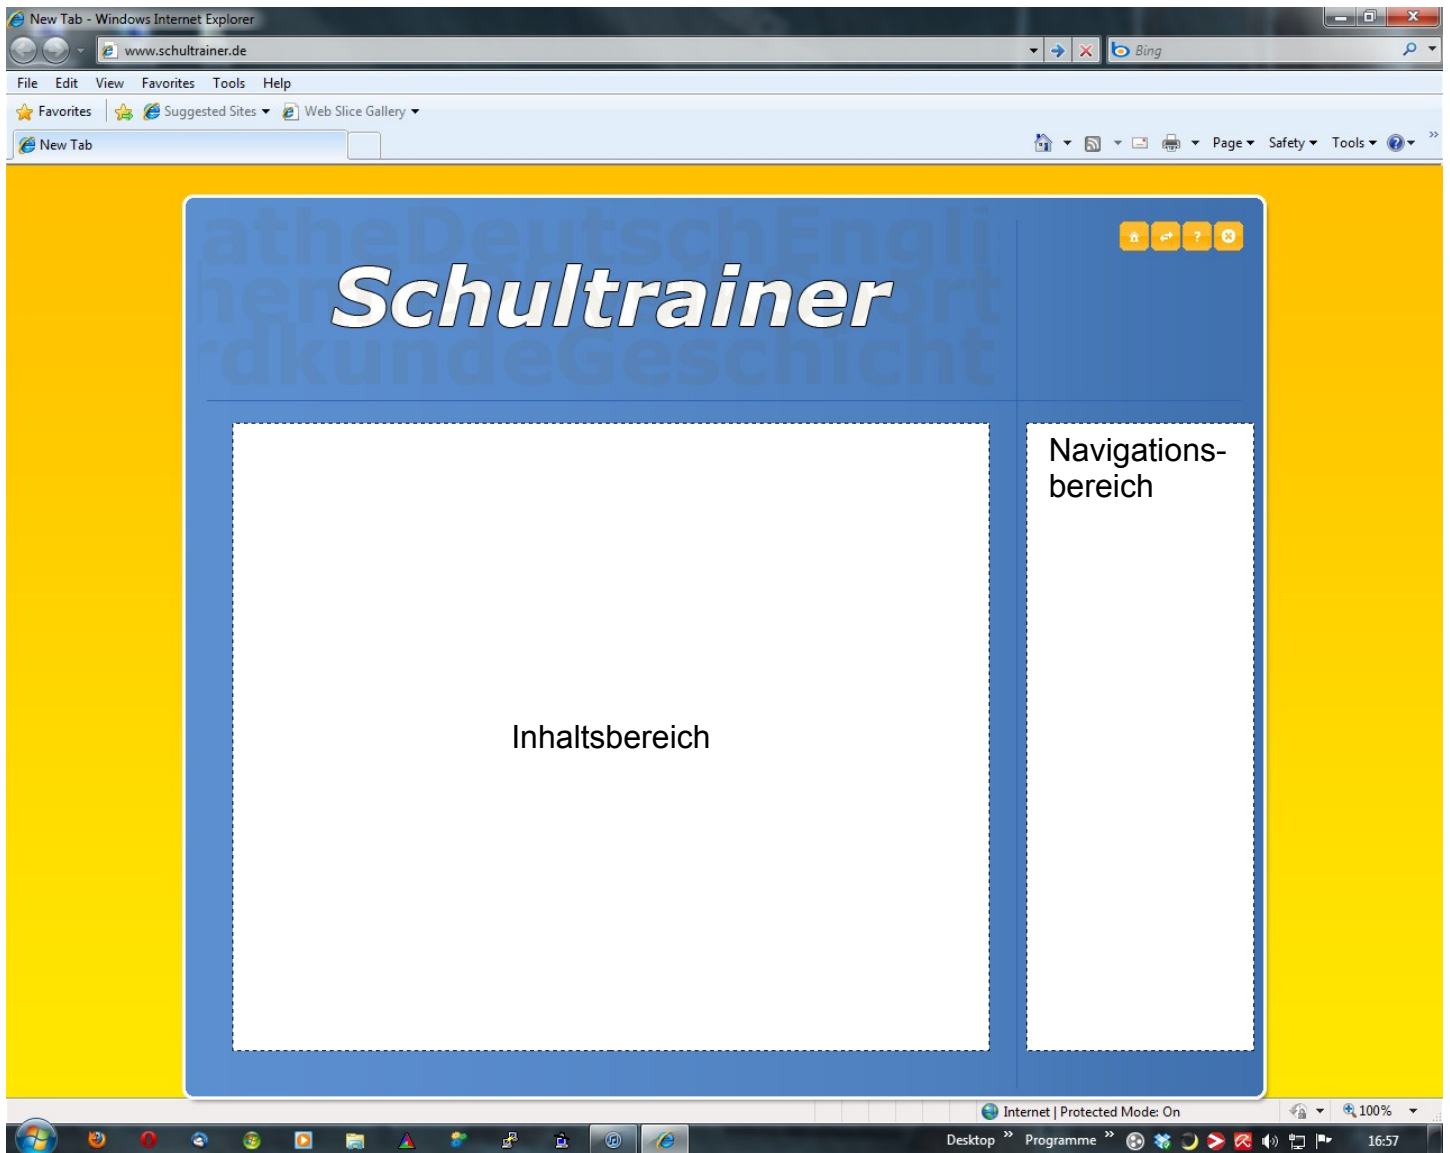 New Tab - Windows Internet Explorer
www.schultrainer.de
Bing
File Edit View Favorites Tools Help
Favorites Suggested Sites Web Slice Gallery
New Tab
Page Safety Tools
atheDeutschEngli
Schultrainer
rdkundeGeschicht
Navigations-
bereich
Inhaltsbereich
Internet | Protected Mode: On
100%
Desktop Programme 16:57